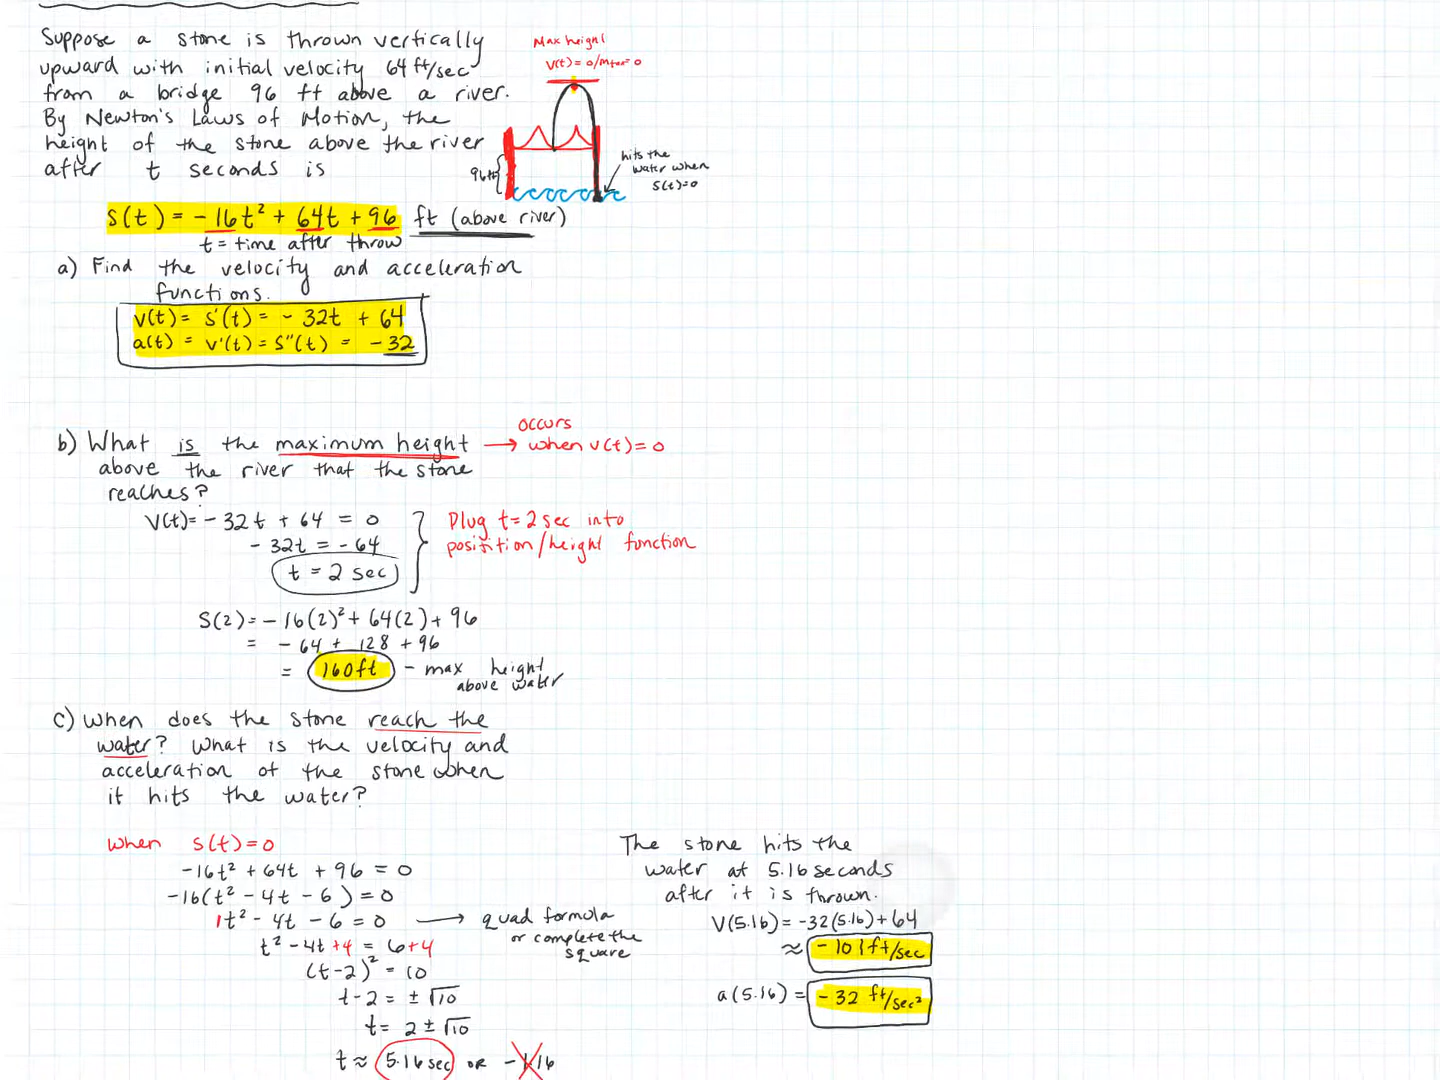 Suppose a stone is thrown vertically
upward with initial velocity 64 ft/sec
from a bridge 96 ft above a river.
By Newton's Laws of Motion, the
height of the stone above the river
after t seconds is
Max height
V(t) = 0/mtan = 0
96ft
hits the
water when
S(t)=0
S(t) = -16t² + 64t + 96 ft (above river)
t = time after throw
a) Find the velocity and acceleration
functions.
v(t) = s'(t) = - 32t + 64
a(t) = v'(t) = s''(t) = -32
b) What is the maximum height
above the river that the stone
reaches?
occurs
→ when v(t) = 0
V(t) = - 32t + 64 = 0
- 32t = - 64
t = 2 sec
Plug t = 2 sec into
posisition/height function
S(2) = - 16(2)² + 64(2) + 96
= - 64 + 128 + 96
= 160ft - max height
above water
c) When does the stone reach the
water? What is the velocity and
acceleration of the stone when
it hits the water?
when s(t) = 0
-16t² + 64t + 96 = 0
-16(t² - 4t - 6) = 0
1t² - 4t - 6 = 0 → quad formula
or complete the
square
t² - 4t + 4 = 6 + 4
(t-2)² = 10
t - 2 = ± √10
t = 2 ± √10
t ≈ 5.16 sec or -1.16
The stone hits the
water at 5.16 seconds
after it is thrown.
V(5.16) = -32(5.16) + 64
≈ - 101 ft/sec
a(5.16) = - 32 ft/sec²